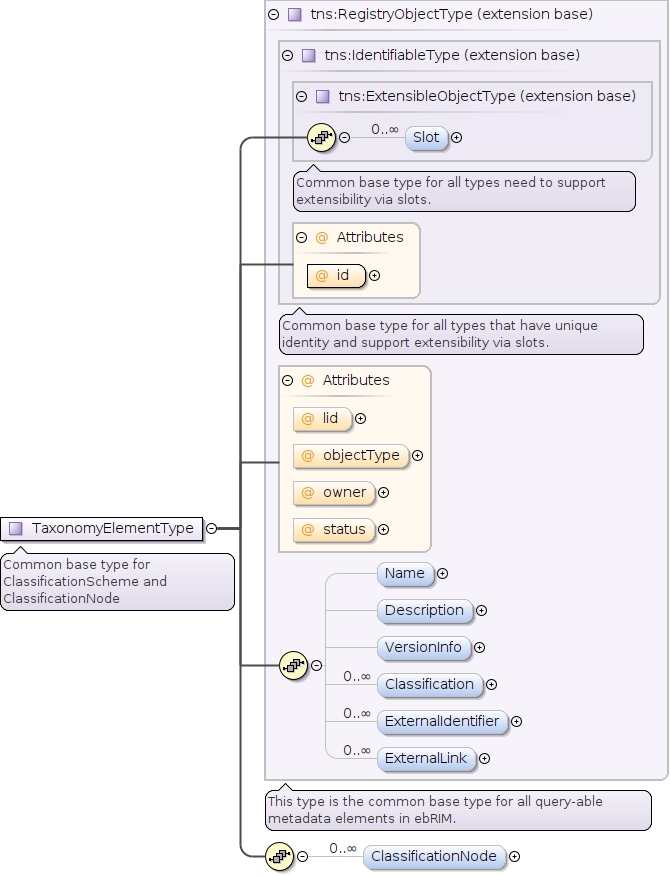 tns:RegistryObjectType (extension base)
tns:IdentifiableType (extension base)
tns:ExtensibleObjectType (extension base)
0..∞
Slot
Common base type for all types need to support
extensibility via slots.
@ Attributes
@ id
Common base type for all types that have unique
identity and support extensibility via slots.
@ Attributes
@ lid
@ objectType
@ owner
@ status
TaxonomyElementType
Common base type for
ClassificationScheme and
ClassificationNode
Name
Description
VersionInfo
0..∞
Classification
0..∞
ExternalIdentifier
0..∞
ExternalLink
This type is the common base type for all query-able
metadata elements in ebRIM.
0..∞
ClassificationNode